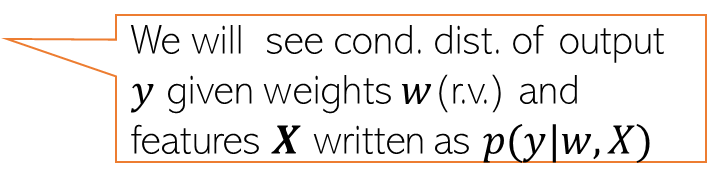 We will see cond. dist. of output
y given weights w (r.v.) and
features X written as p(y|w, X)